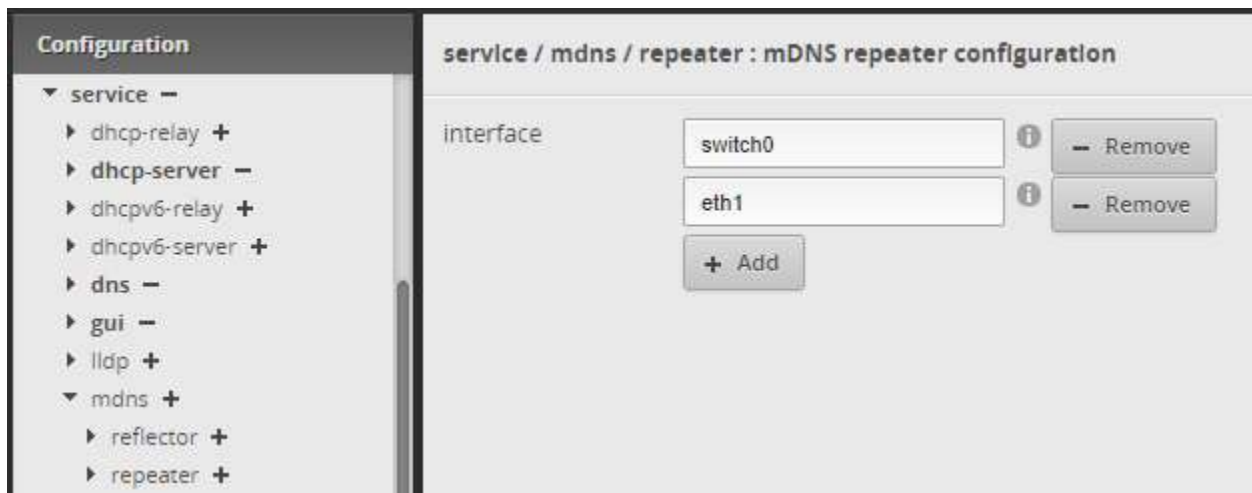 Configuration
service / mdns / repeater : mDNS repeater configuration
service −
dhcp-relay +
dhcp-server −
dhcpv6-relay +
dhcpv6-server +
dns −
gui −
lldp +
mdns +
reflector +
repeater +
interface
switch0
− Remove
eth1
− Remove
+ Add